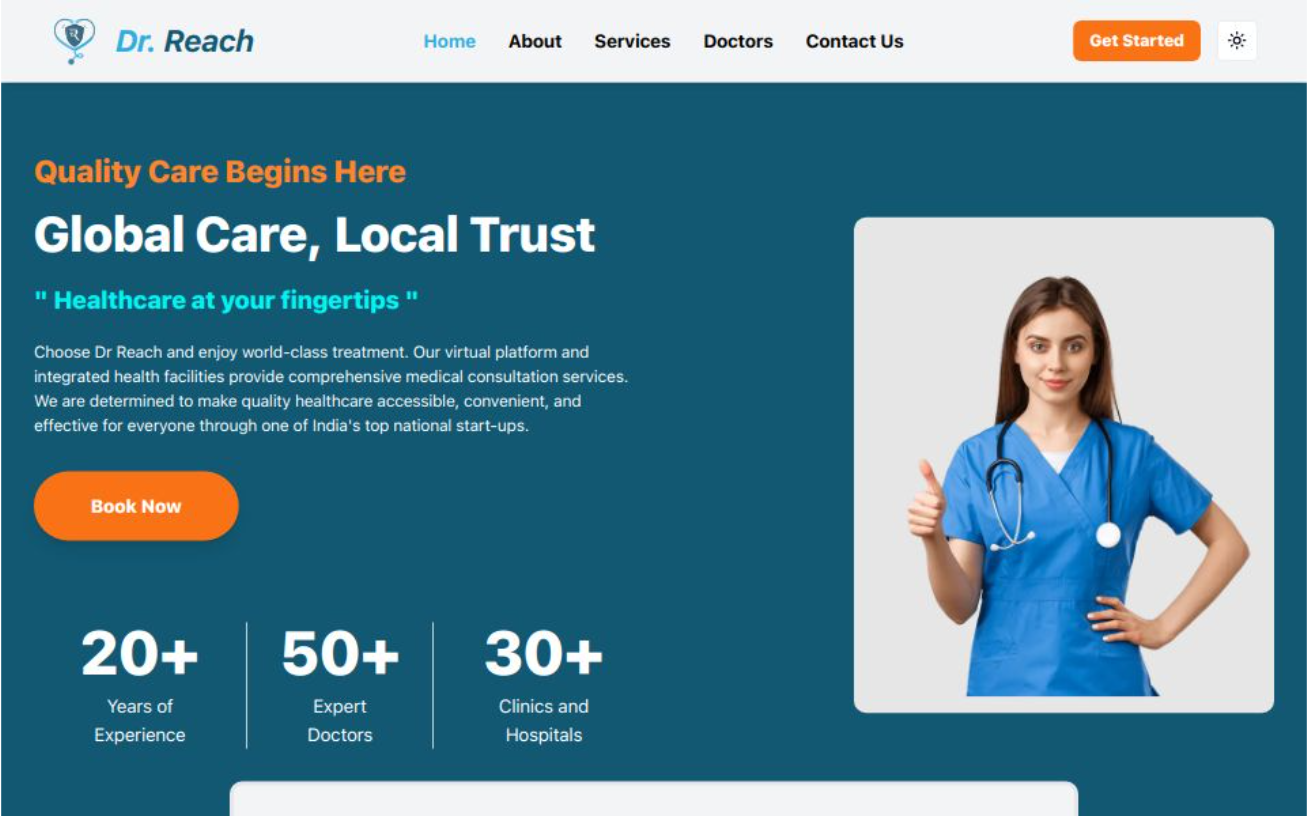 Dr. Reach
Home About Services Doctors Contact Us
Get Started
Quality Care Begins Here
Global Care, Local Trust
" Healthcare at your fingertips "
Choose Dr Reach and enjoy world-class treatment. Our virtual platform and
integrated health facilities provide comprehensive medical consultation services.
We are determined to make quality healthcare accessible, convenient, and
effective for everyone through one of India's top national start-ups.
Book Now
20+
Years of
Experience
50+
Expert
Doctors
30+
Clinics and
Hospitals